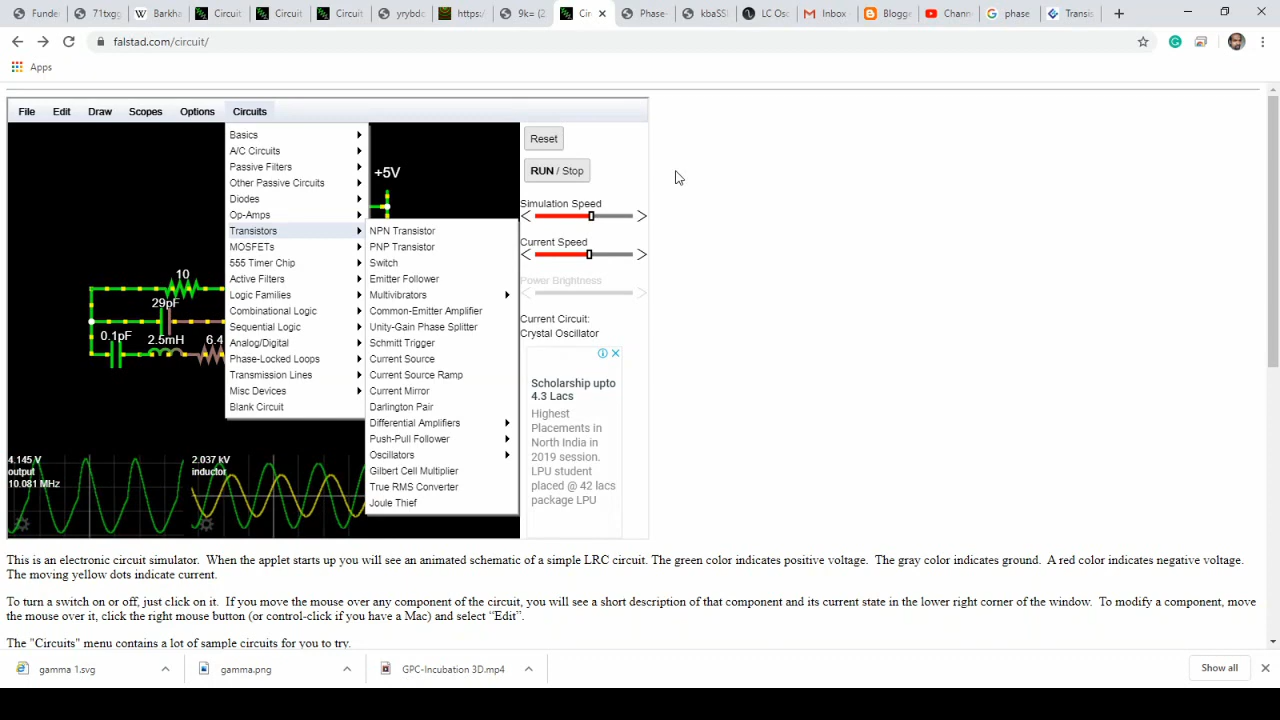 Funde
71txgg
Barkha
Circuit
Circuit
Circuit
yrybde
https:/
9k= (2
Cir
Phase-
kbaSS
LC Osc
Inbox
Blogge
Chann
phase
Transis
falstad.com/circuit/
Apps
File Edit Draw Scopes Options Circuits
Basics
A/C Circuits
Passive Filters
Other Passive Circuits
Diodes
Op-Amps
Transistors
MOSFETs
555 Timer Chip
Active Filters
Logic Families
Combinational Logic
Sequential Logic
Analog/Digital
Phase-Locked Loops
Transmission Lines
Misc Devices
Blank Circuit
NPN Transistor
PNP Transistor
Switch
Emitter Follower
Multivibrators
Common-Emitter Amplifier
Unity-Gain Phase Splitter
Schmitt Trigger
Current Source
Current Source Ramp
Current Mirror
Darlington Pair
Differential Amplifiers
Push-Pull Follower
Oscillators
Gilbert Cell Multiplier
True RMS Converter
Joule Thief
+5V
10
29pF
0.1pF 2.5mH 6.4
4.145 V
output
10.081 MHz
2.037 kV
inductor
Reset
RUN / Stop
Simulation Speed
Current Speed
Power Brightness
Current Circuit:
Crystal Oscillator
Scholarship upto
4.3 Lacs
Highest
Placements in
North India in
2019 session.
LPU student
placed @ 42 lacs
package LPU
This is an electronic circuit simulator. When the applet starts up you will see an animated schematic of a simple LRC circuit. The green color indicates positive voltage. The gray color indicates ground. A red color indicates negative voltage.
The moving yellow dots indicate current.
To turn a switch on or off, just click on it. If you move the mouse over any component of the circuit, you will see a short description of that component and its current state in the lower right corner of the window. To modify a component, move
the mouse over it, click the right mouse button (or control-click if you have a Mac) and select “Edit”.
The "Circuits" menu contains a lot of sample circuits for you to try.
gamma 1.svg
gamma.png
GPC-Incubation 3D.mp4
Show all